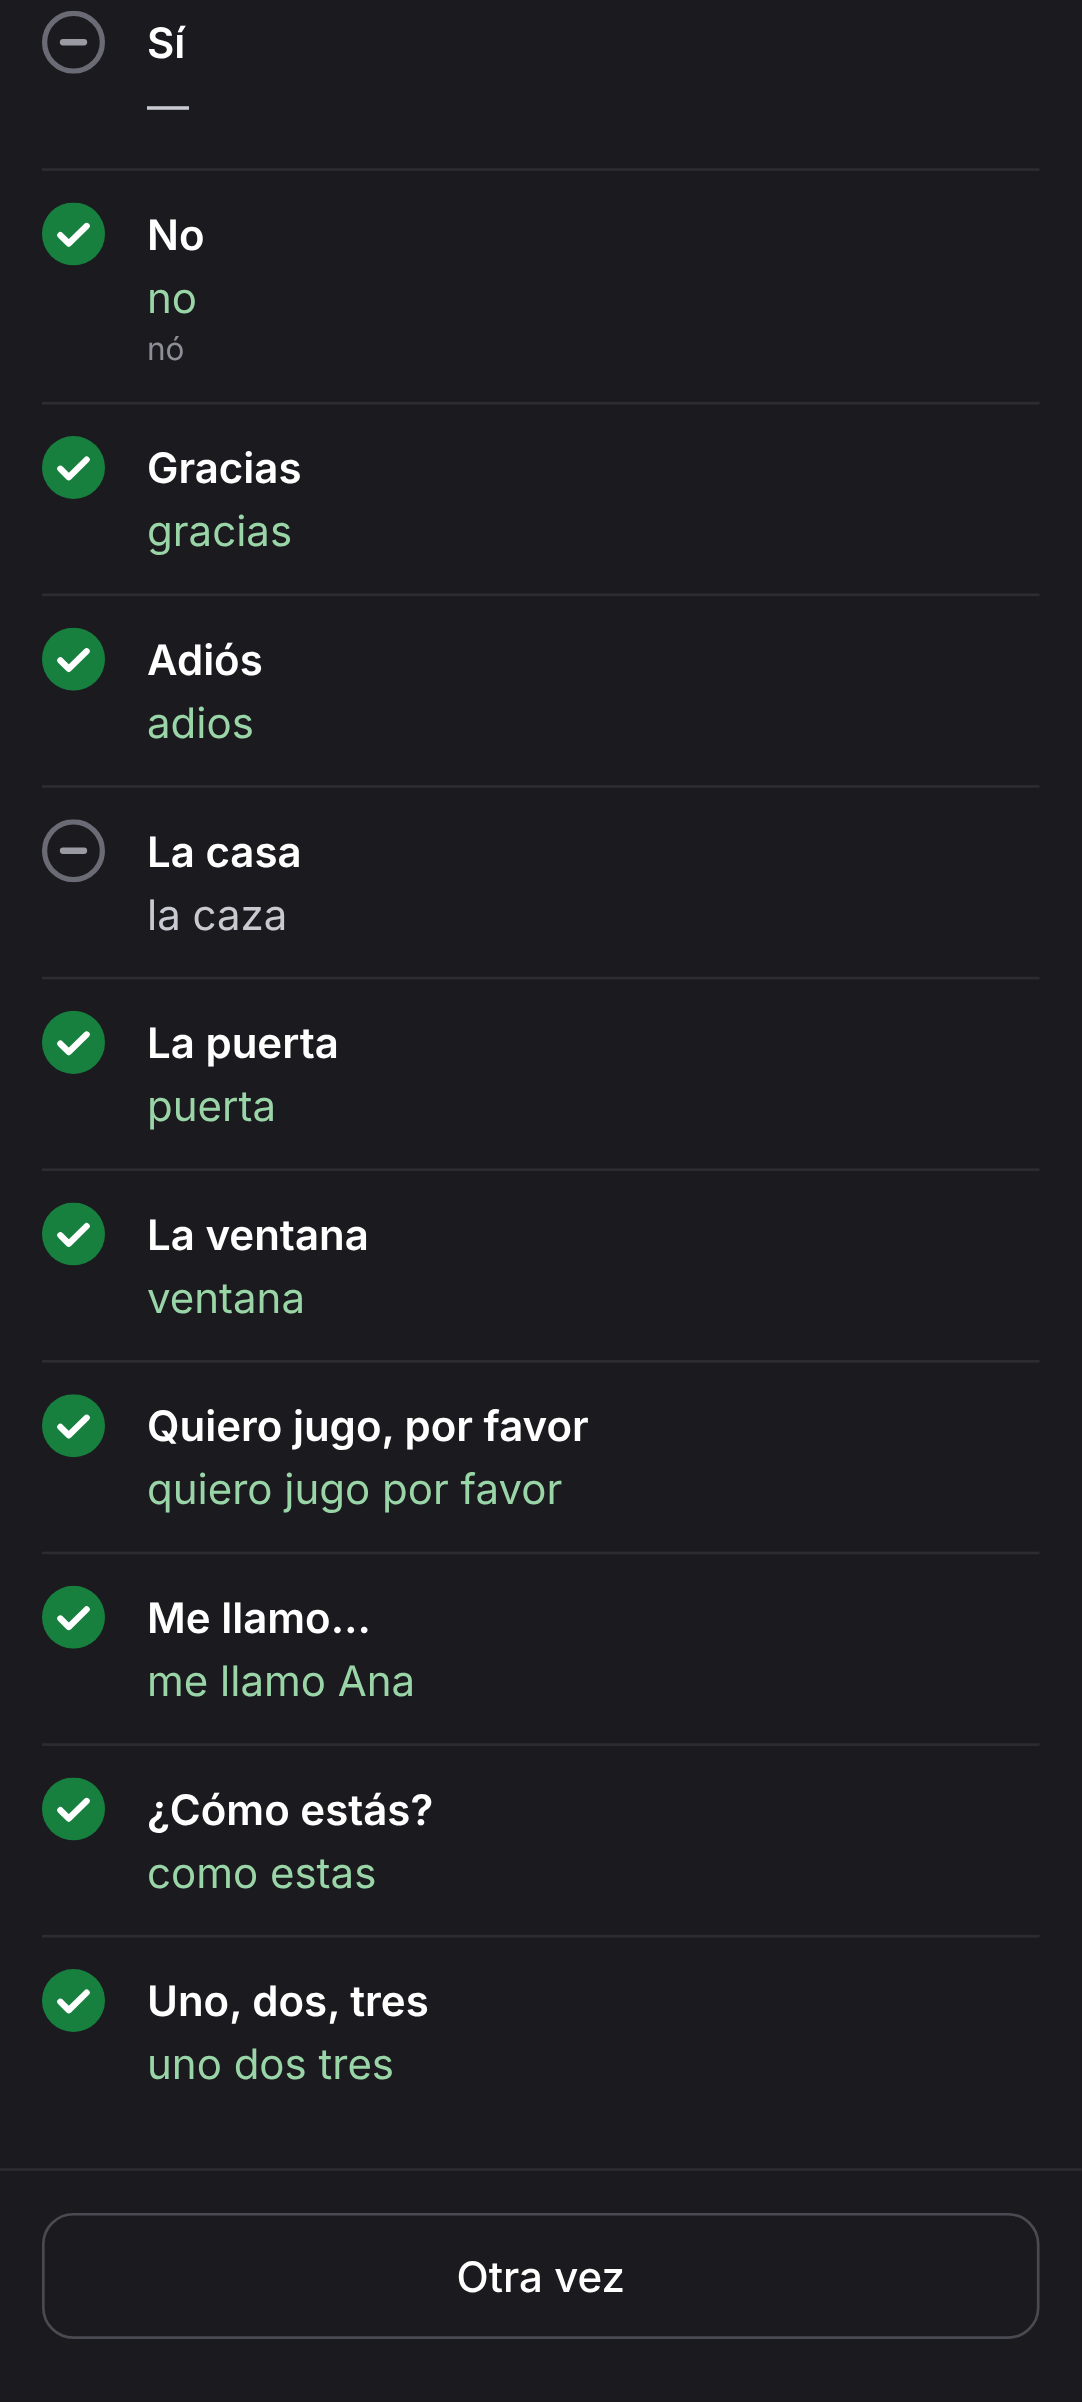 Sí
—
No
no
nó
Gracias
gracias
Adiós
adios
La casa
la caza
La puerta
puerta
La ventana
ventana
Quiero jugo, por favor
quiero jugo por favor
Me llamo...
me llamo Ana
¿Cómo estás?
como estas
Uno, dos, tres
uno dos tres
Otra vez